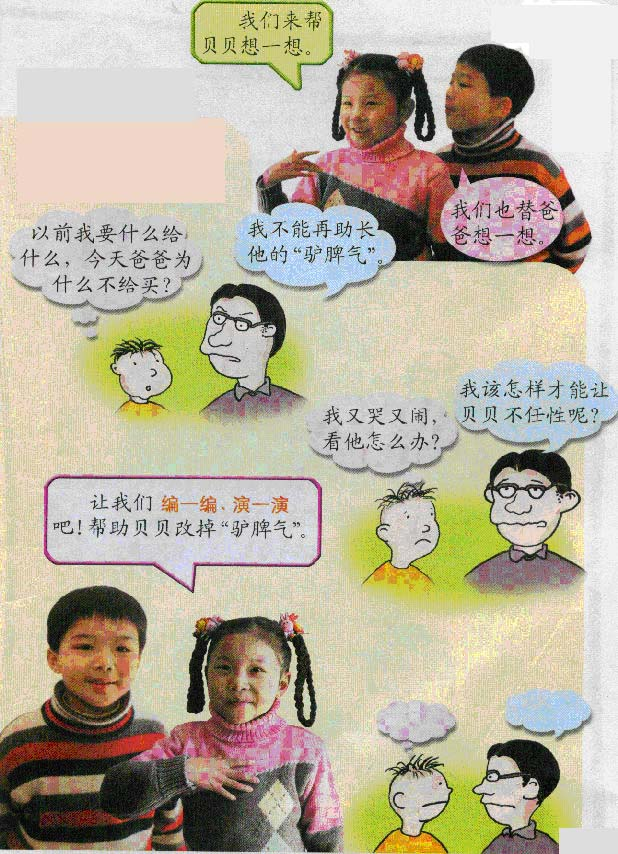 我们来帮
贝贝想一想。
我们也替爸
爸想一想。
以前我要什么给
什么，今天爸爸为
什么不给买？
我不能再助长
他的“驴脾气”。
我又哭又闹，
看他怎么办？
我该怎样才能让
贝贝不任性呢？
让我们编一编、演一演
吧！帮助贝贝改掉“驴脾气”。